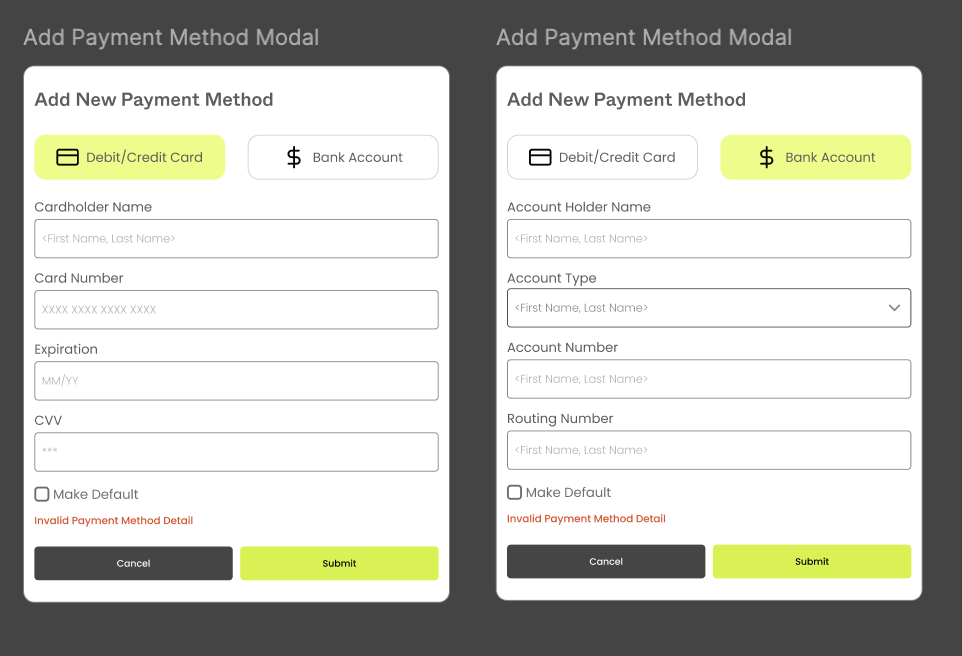 Add Payment Method Modal
Add New Payment Method
Debit/Credit Card
Bank Account
Cardholder Name
<First Name, Last Name>
Card Number
XXXX XXXX XXXX XXXX
Expiration
MM/YY
CVV
***
Make Default
Invalid Payment Method Detail
Cancel
Submit
Add Payment Method Modal
Add New Payment Method
Debit/Credit Card
Bank Account
Account Holder Name
<First Name, Last Name>
Account Type
<First Name, Last Name>
Account Number
<First Name, Last Name>
Routing Number
<First Name, Last Name>
Make Default
Invalid Payment Method Detail
Cancel
Submit